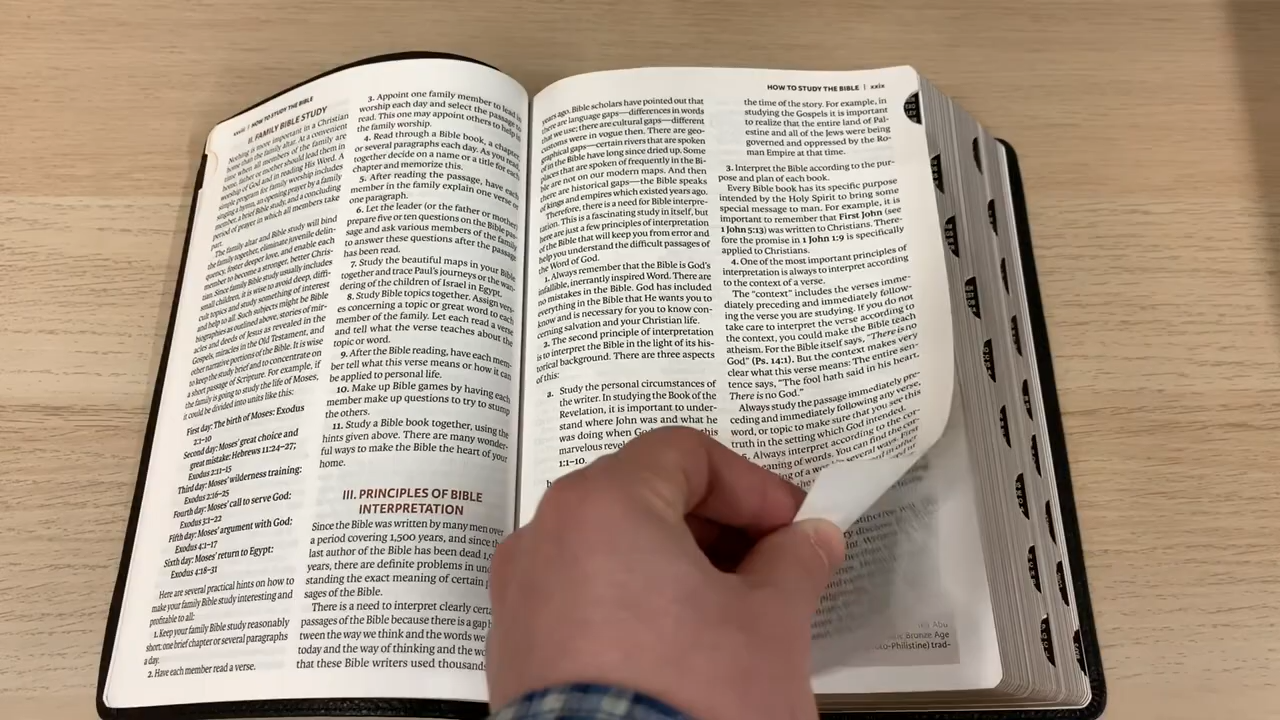 xxviii | HOW TO STUDY THE BIBLE
B. FAMILY BIBLE STUDY
Nothing is more important in a Christian
home than the family altar. At a convenient
time when all members of the family are
home, father or mother should lead them in
worship of God and in reading His Word. A
simple program for family worship includes
singing a hymn, an opening prayer by a family
member, a brief Bible study, and a closing
period of prayer in which all members take
part.
The family altar and Bible study will bind
the family together, eliminate juvenile delin-
quency, foster deeper love, and enable each
member to become a stronger, better Chris-
tian. Since family Bible study usually includes
small children, it is wise to avoid deep, diffi-
cult topics and study something of interest
and help to all. Such subjects might be Bible
biographies as outlined above, stories of mir-
acles and deeds of Jesus as revealed in the
Gospels, miracles in the Old Testament, and
other narrative portions of the Bible. It is wise
to keep the study brief and to concentrate on
a short passage of Scripture. For example, if
the family is going to study the life of Moses,
it could be divided into units like this:
First day: The birth of Moses: Exodus
2:1–10
Second day: Moses' great choice and
great mistake: Hebrews 11:24–27;
Exodus 2:11–15
Third day: Moses' wilderness training:
Exodus 2:16–25
Fourth day: Moses' call to serve God:
Exodus 3:1–22
Fifth day: Moses' argument with God:
Exodus 4:1–17
Sixth day: Moses' return to Egypt:
Exodus 4:18–31
Here are several practical hints on how to
make your family Bible study interesting and
profitable to all:
1. Keep your family Bible study reasonably
short; one brief chapter or several paragraphs
a day.
2. Have each member read a verse.
3. Appoint one family member to lead
worship each day and select the passage to
read. This one may appoint others to help in
the family worship.
4. Read through a Bible book, a chapter
or several paragraphs each day. As you read,
together decide on a name or a title for each
chapter and memorize this.
5. After reading the passage, have each
member in the family explain one verse or
one paragraph.
6. Let the leader (or the father or mother)
prepare five or ten questions on the Bible pas-
sage and ask various members of the family
to answer these questions after the passage
has been read.
7. Study the beautiful maps in your Bible
together and trace Paul's journeys or the wan-
dering of the children of Israel in Egypt.
8. Study Bible topics together. Assign vers-
es concerning a topic or great word to each
member of the family. Let each read a verse
and tell what the verse teaches about the
topic or word.
9. After the Bible reading, have each mem-
ber tell what this verse means or how it can
be applied to personal life.
10. Make up Bible games by having each
member make up questions to try to stump
the others.
11. Study a Bible book together, using the
hints given above. There are many wonder-
ful ways to make the Bible the heart of your
home.
III. PRINCIPLES OF BIBLE
INTERPRETATION
Since the Bible was written by many men over
a period covering 1,500 years, and since the
last author of the Bible has been dead
years, there are definite problems in
standing the exact meaning of certain
sages of the Bible.
There is a need to interpret clearly
passages of the Bible because there is a gap
tween the way we think and the words we
today and the way of thinking and the
that these Bible writers used thousands
HOW TO STUDY THE BIBLE | xxix
years ago. Bible scholars have pointed out that
there are language gaps—differences in words
that we use; there are cultural gaps—different
customs were in vogue then. There are geo-
graphical gaps—certain rivers that are spoken
of in the Bible have long since dried up. Some
places that are spoken of frequently in the Bi-
ble are not on our modern maps. And then
there are historical gaps—the Bible speaks
of kings and empires which existed years ago.
Therefore, there is need for Bible interpre-
tation. This is a fascinating study in itself, but
here are just a few principles of interpretation
of the Bible that will keep you from error and
help you understand the difficult passages of
the Word of God.
1. Always remember that the Bible is God's
infallible, inerrantly inspired Word. There are
no mistakes in the Bible. God has included
everything in the Bible that He wants you to
know and is necessary for you to know con-
cerning salvation and your Christian life.
2. The second principle of interpretation
is to interpret the Bible in the light of its his-
torical background. There are three aspects
of this:
a. Study the personal circumstances of
the writer. In studying the Book of the
Revelation, it is important to under-
stand where John was and what he
was doing when God this
marvelous
1:1–10.
the time of the story. For example, in
studying the Gospels it is important
to realize that the entire land of Pal-
estine and all of the Jews were being
governed and oppressed by the Ro-
man Empire at that time.
3. Interpret the Bible according to the pur-
pose and plan of each book.
Every Bible book has its specific purpose
intended by the Holy Spirit to bring some
special message to man. For example, it is
important to remember that First John (see
1 John 5:13) was written to Christians. There-
fore the promise in 1 John 1:9 is specifically
applied to Christians.
4. One of the most important principles of
interpretation is always to interpret according
to the context of a verse.
The "context" includes the verses imme-
diately preceding and immediately follow-
ing the verse you are studying. If you do not
take care to interpret the verse according to
the context, you could make the Bible teach
atheism. For the Bible itself says, "There is no
God" (Ps. 14:1). But the context makes very
clear what this verse means: The entire sen-
tence says, "The fool hath said in his heart,
There is no God."
Always study the passage immediately pre-
ceding and immediately following any verse,
word, or topic to make sure that you see this
truth in the setting which God intended.
5. Always interpret according to the cor-
meaning of words. You can find the cor-
several ways. First
Bronze Age
trad-